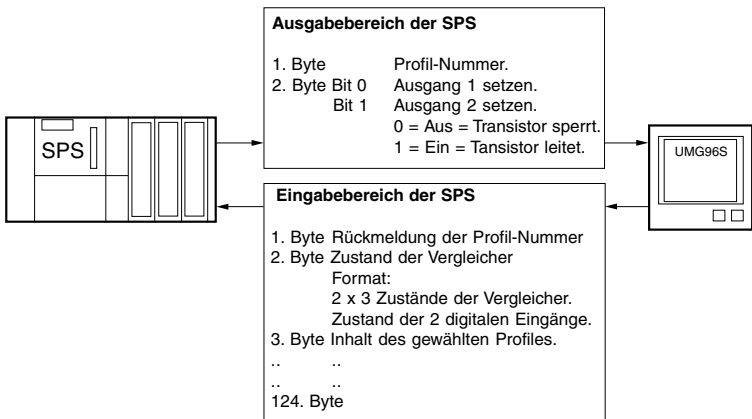 Ausgabebereich der SPS
1. Byte Profil-Nummer.
2. Byte Bit 0 Ausgang 1 setzen.
Bit 1 Ausgang 2 setzen.
0 = Aus = Transistor sperrt.
1 = Ein = Tansistor leitet.
SPS
UMG96S
Eingabebereich der SPS
1. Byte Rückmeldung der Profil-Nummer
2. Byte Zustand der Vergleicher
Format:
2 x 3 Zustände der Vergleicher.
Zustand der 2 digitalen Eingänge.
3. Byte Inhalt des gewählten Profiles.
.. ..
.. ..
124. Byte